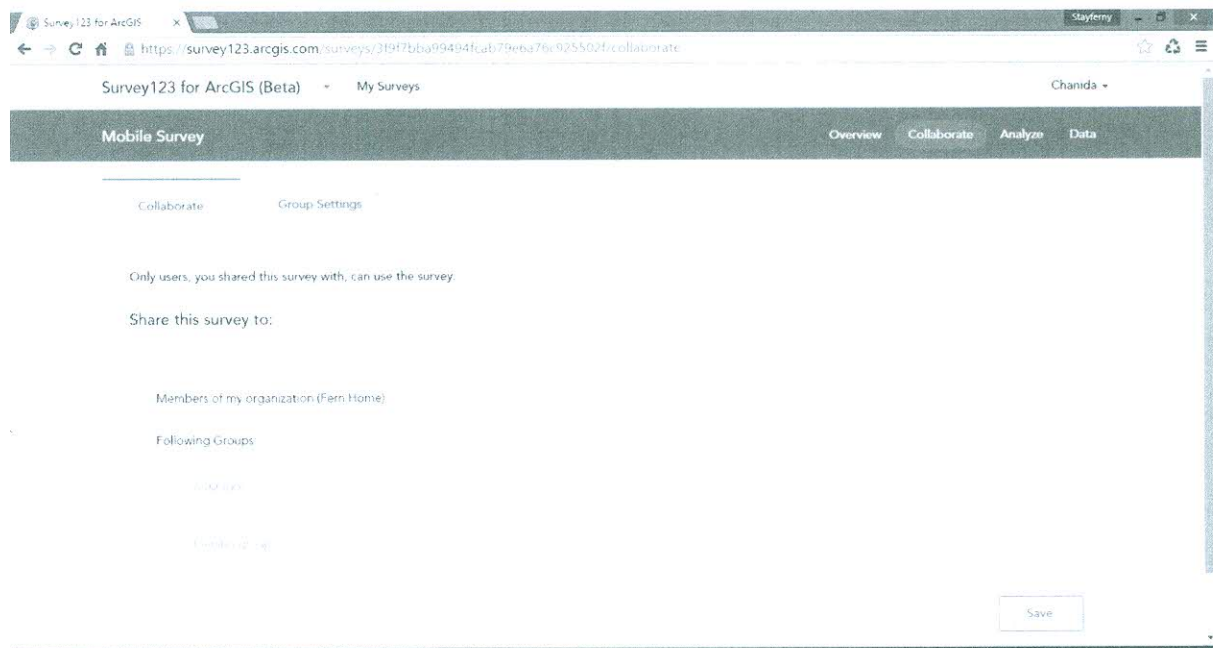 Survey123 for ArcGIS
Stayferny
https://survey123.arcgis.com/surveys/3f9f7bba99494fcab79e6a76c925502f/collaborate
Survey123 for ArcGIS (Beta) My Surveys Chanida
Mobile Survey Overview Collaborate Analyze Data
Collaborate Group Settings
Only users, you shared this survey with, can use the survey.
Share this survey to:
Members of my organization (Fern Home)
Following Groups
Save